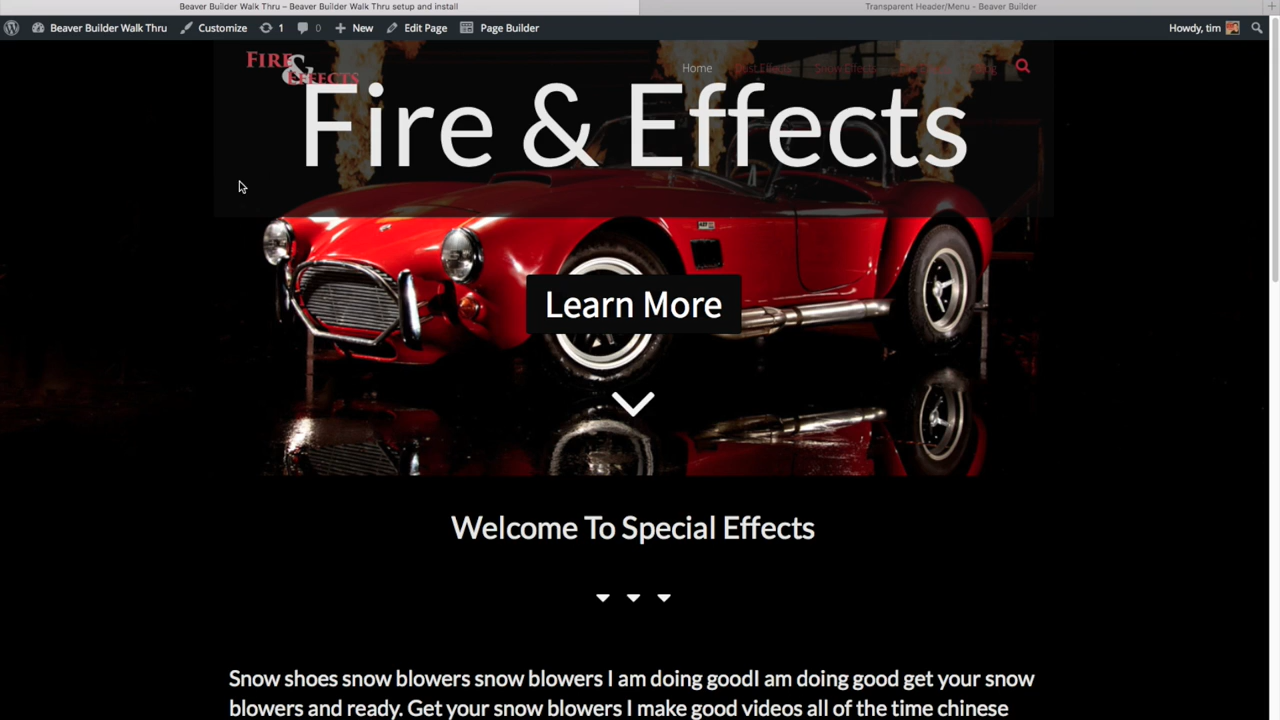 Beaver Builder Walk Thru – Beaver Builder Walk Thru setup and install
Transparent Header/Menu - Beaver Builder
Beaver Builder Walk Thru Customize 1 0 New Edit Page Page Builder Howdy, tim
FIRE & EFFECTS
Home Dust Effects Snow Effects Blog
Fire & Effects
Learn More
Welcome To Special Effects
Snow shoes snow blowers snow blowers I am doing goodI am doing good get your snow
blowers and ready. Get your snow blowers I make good videos all of the time chinese